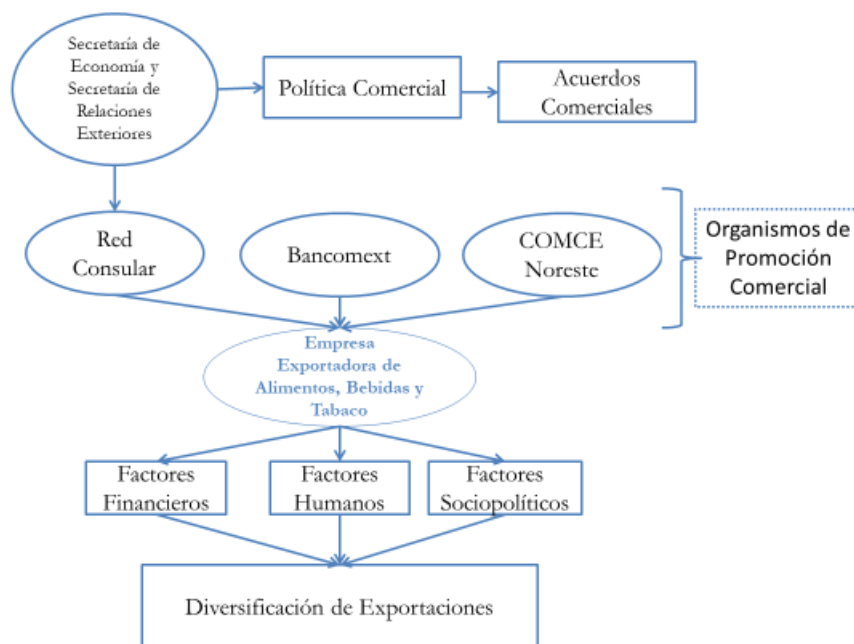 Secretaría de
Economía y
Secretaría de
Relaciones
Exteriores
Política Comercial
Acuerdos
Comerciales
Red
Consular
Bancomext
COMCE
Noreste
Organismos de
Promoción
Comercial
Empresa
Exportadora de
Alimentos, Bebidas y
Tabaco
Factores
Financieros
Factores
Humanos
Factores
Sociopolíticos
Diversificación de Exportaciones